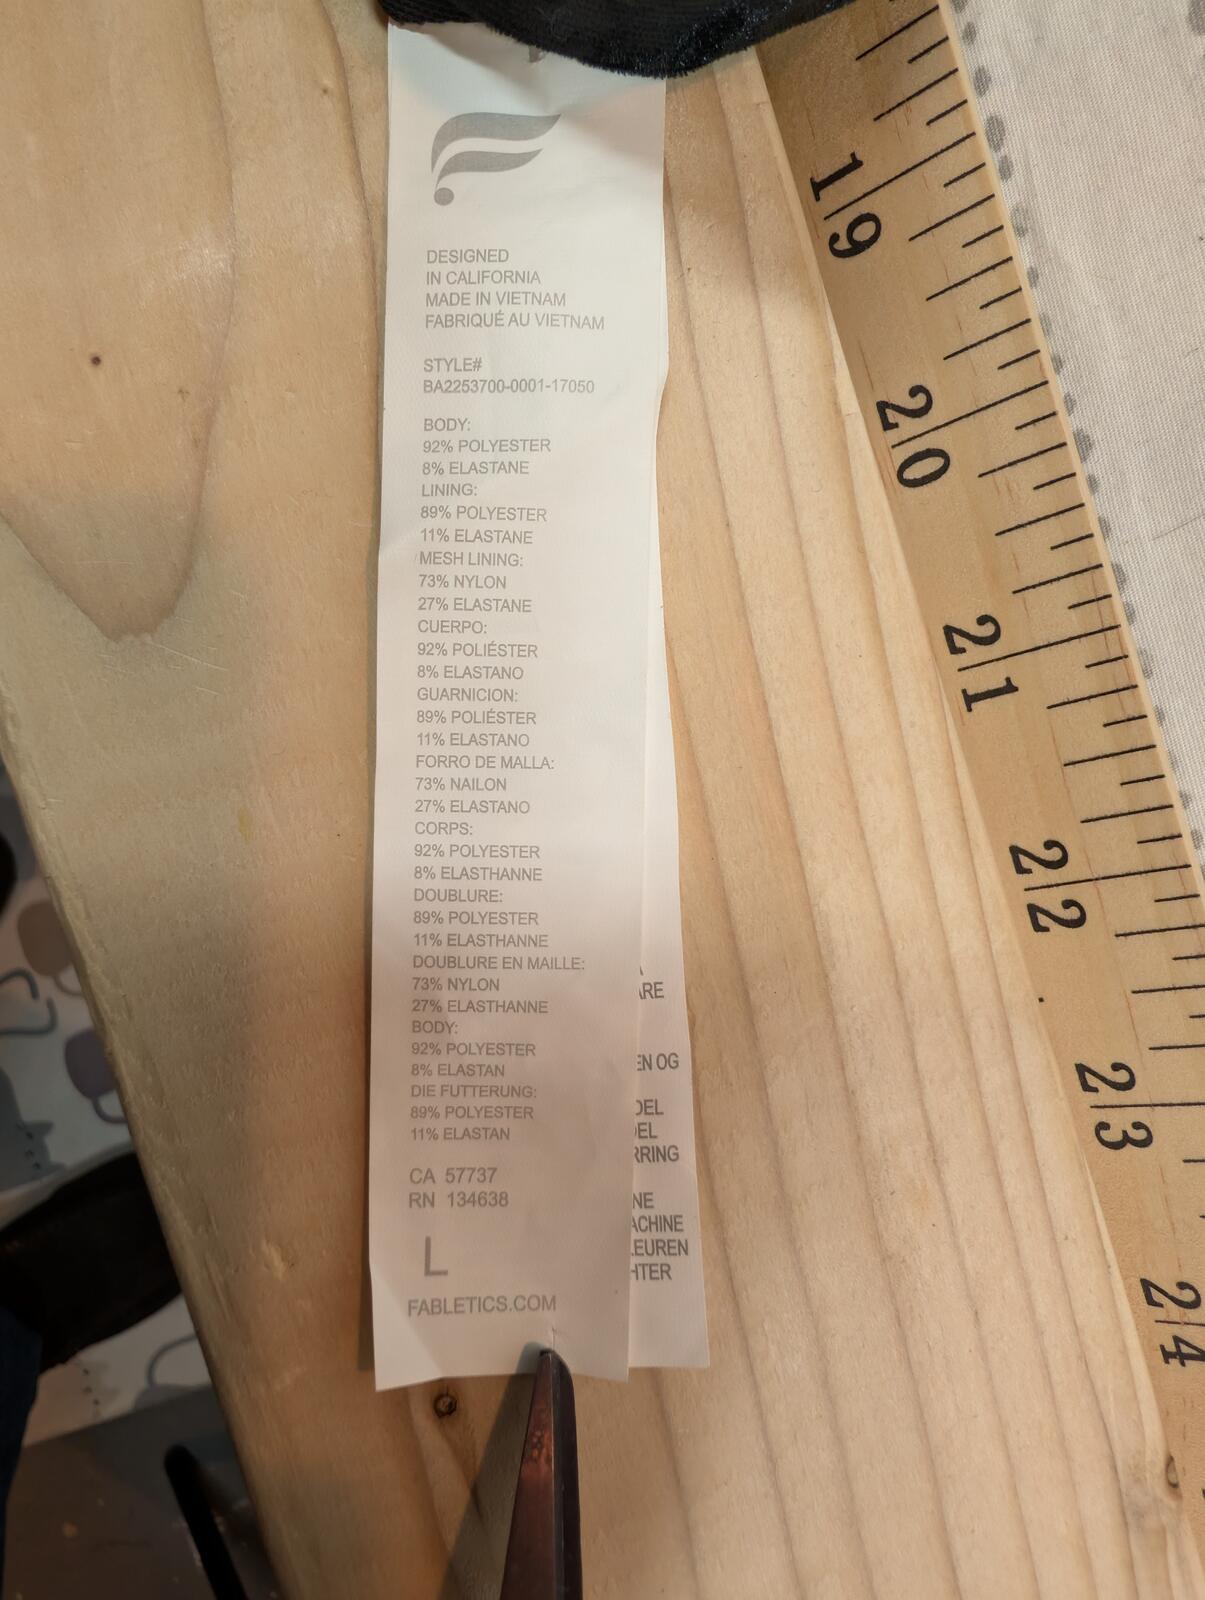 DESIGNED
IN CALIFORNIA
MADE IN VIETNAM
FABRIQUÉ AU VIETNAM
STYLE#
BA2253700-0001-17050
BODY:
92% POLYESTER
8% ELASTANE
LINING:
89% POLYESTER
11% ELASTANE
MESH LINING:
73% NYLON
27% ELASTANE
CUERPO:
92% POLIÉSTER
8% ELASTANO
GUARNICION:
89% POLIÉSTER
11% ELASTANO
FORRO DE MALLA:
73% NAILON
27% ELASTANO
CORPS:
92% POLYESTER
8% ELASTHANNE
DOUBLURE:
89% POLYESTER
11% ELASTHANNE
DOUBLURE EN MAILLE:
73% NYLON
27% ELASTHANNE
BODY:
92% POLYESTER
8% ELASTAN
DIE FUTTERUNG:
89% POLYESTER
11% ELASTAN
CA 57737
RN 134638
L
FABLETICS.COM
OG
19
20
21
22
23
24